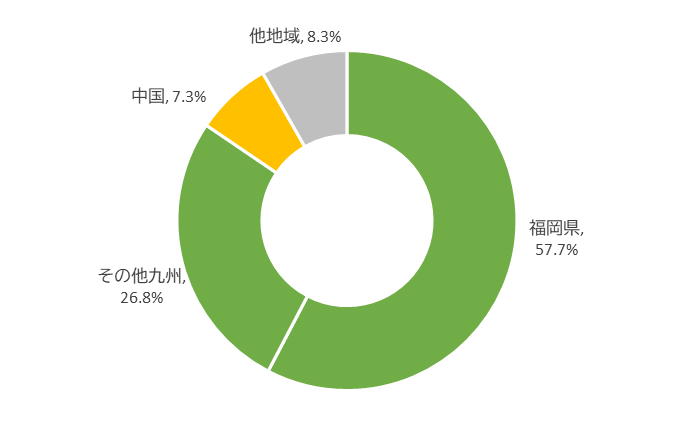 他地域, 8.3%
中国, 7.3%
福岡県,
57.7%
その他九州,
26.8%